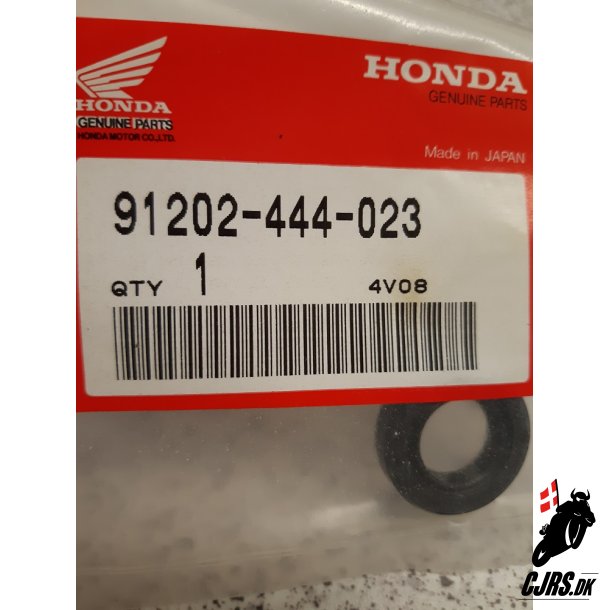 HONDA
GENUINE PARTS
HONDA MOTOR CO., LTD.
HONDA
GENUINE PARTS
Made in JAPAN
91202-444-023
QTY 1 4V08
CJRS.DK